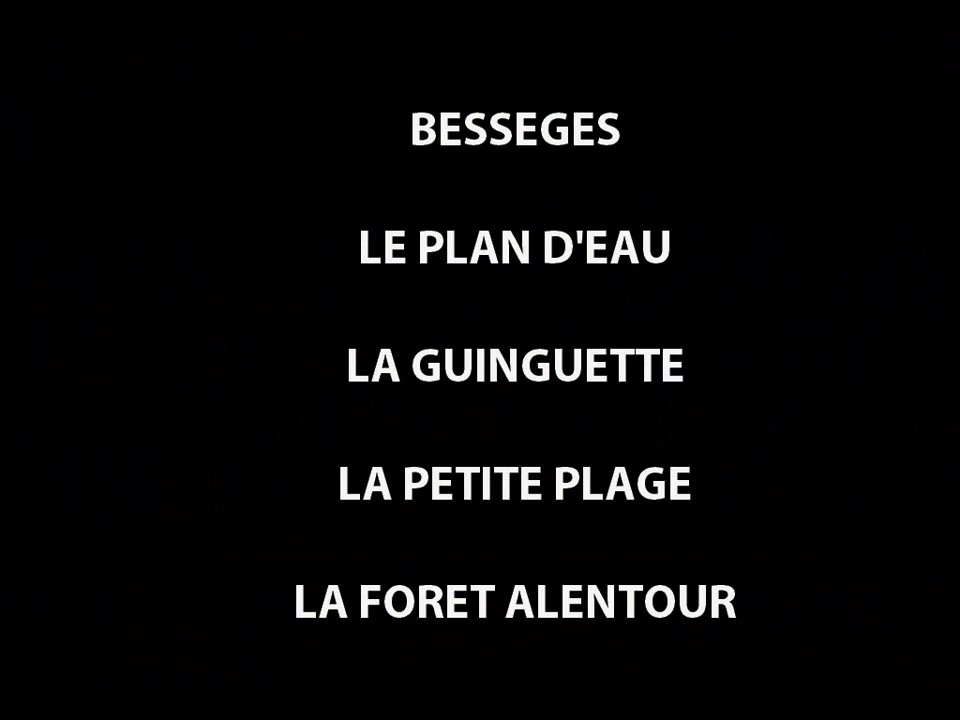 BESSEGES
LE PLAN D'EAU
LA GUINGUETTE
LA PETITE PLAGE
LA FORET ALENTOUR